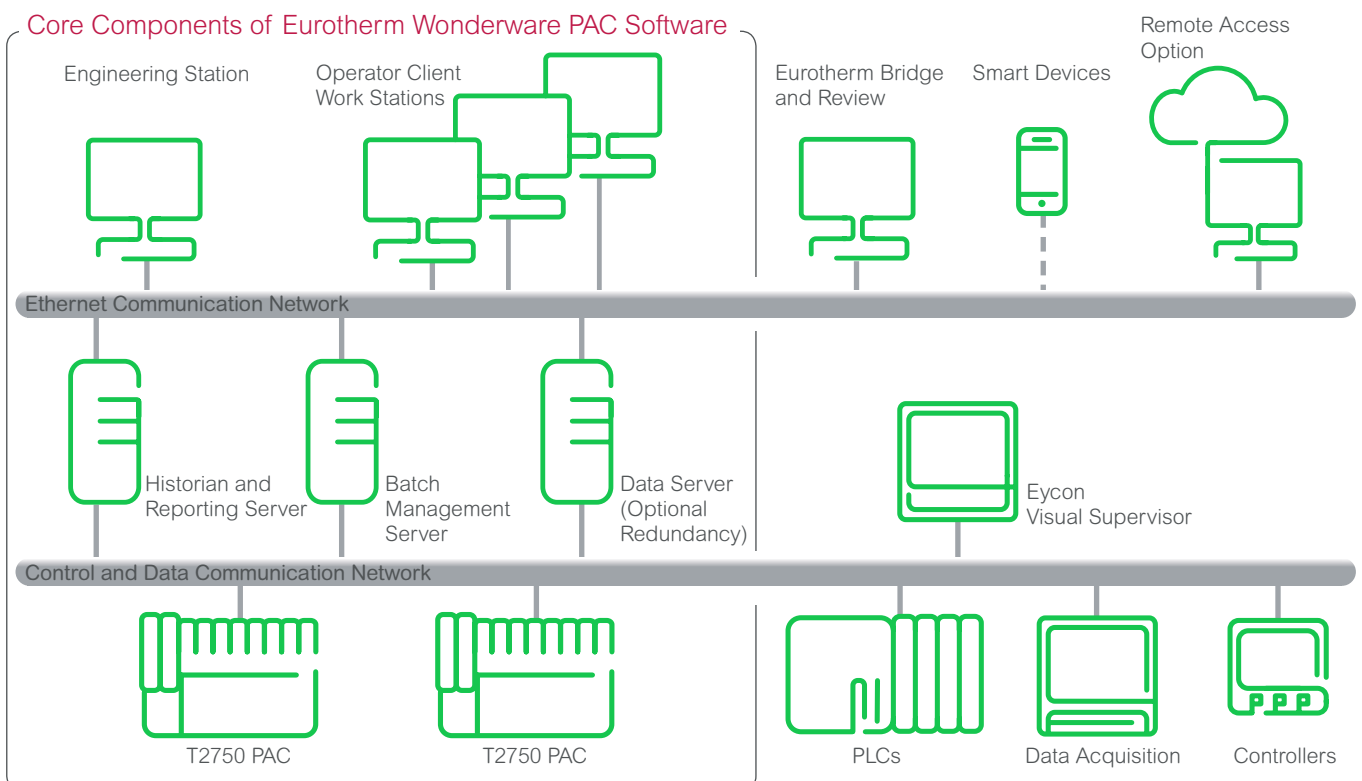 Core Components of Eurotherm Wonderware PAC Software
Engineering Station
Operator Client
Work Stations
Eurotherm Bridge
and Review
Smart Devices
Remote Access
Option
Ethernet Communication Network
Historian and
Reporting Server
Batch
Management
Server
Data Server
(Optional
Redundancy)
Eycon
Visual Supervisor
Control and Data Communication Network
T2750 PAC
T2750 PAC
PLCs
Data Acquisition
Controllers